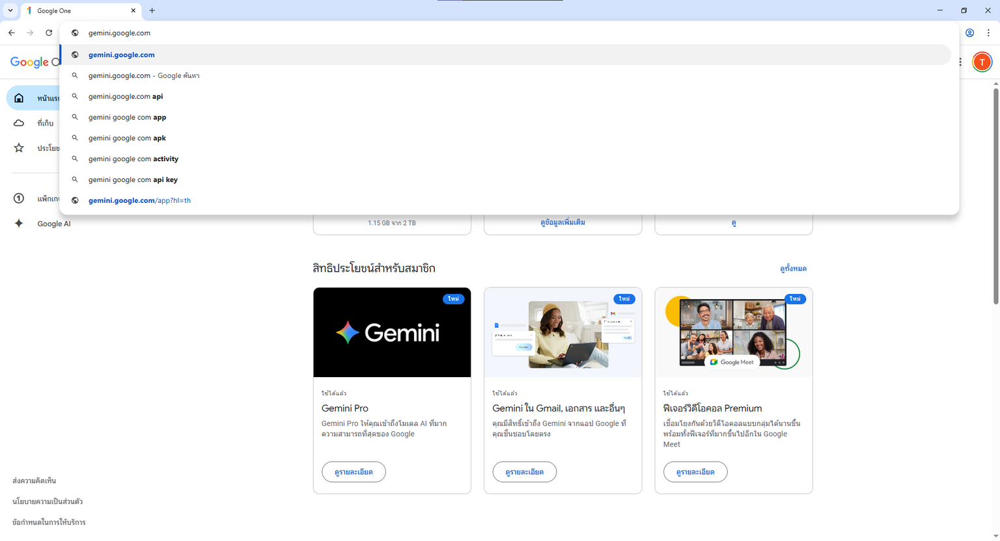 Google One
gemini.google.com
gemini.google.com
gemini.google.com - Google ค้นหา
gemini.google.com api
gemini google com app
gemini google com apk
gemini google com activity
gemini google com api key
gemini.google.com/app?hl=th
Google
T
ที่เก็บ
Google AI
1.15 GB จาก 2 TB
ดูข้อมูลเพิ่มเติม
ดู
สิทธิประโยชน์สำหรับสมาชิก
ดูทั้งหมด
ใหม่
Gemini
ใช้ได้แล้ว
Gemini Pro
Gemini Pro ให้คุณเข้าถึงโมเดล AI ที่มาก
ความสามารถที่สุดของ Google
ดูรายละเอียด
ใหม่
ใช้ได้แล้ว
Gemini ใน Gmail, เอกสาร และอื่นๆ
คุณมีสิทธิ์เข้าถึง Gemini จากแอป Google ที่
คุณชื่นชอบโดยตรง
ดูรายละเอียด
ใหม่
Google Meet
ใช้ได้แล้ว
ฟีเจอร์วิดีโอคอล Premium
เชื่อมโยงกันด้วยวิดีโอคอลแบบกลุ่มได้นานขึ้น
พร้อมทั้งฟีเจอร์ที่มากขึ้นไปอีกใน Google
Meet
ดูรายละเอียด
ส่งความคิดเห็น
นโยบายความเป็นส่วนตัว
ข้อกำหนดในการให้บริการ